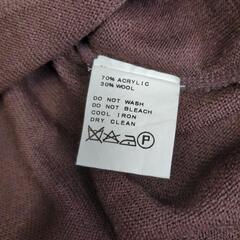 70% ACRYLIC
30% WOOL
DO NOT WASH
DO NOT BLEACH
COOL IRON
DRY CLEAN
P